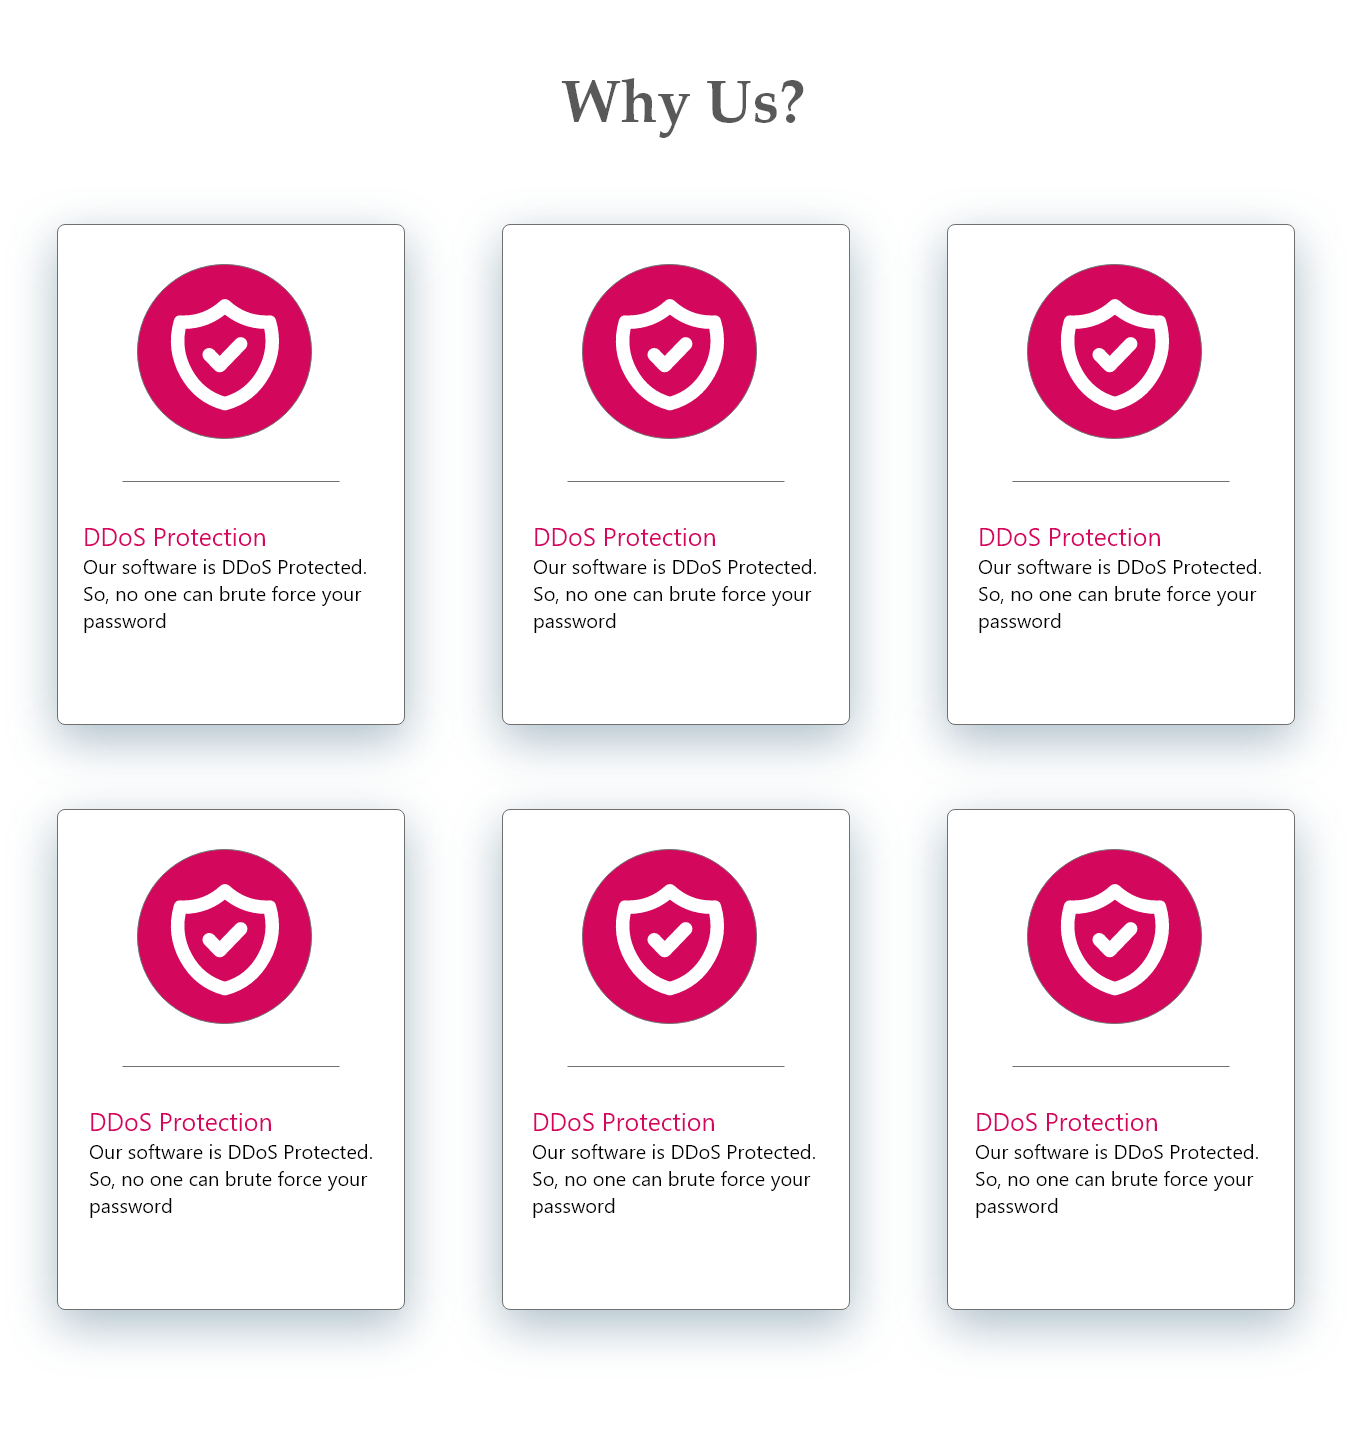 Why Us?
DDoS Protection
Our software is DDoS Protected.
So, no one can brute force your
password
DDoS Protection
Our software is DDoS Protected.
So, no one can brute force your
password
DDoS Protection
Our software is DDoS Protected.
So, no one can brute force your
password
DDoS Protection
Our software is DDoS Protected.
So, no one can brute force your
password
DDoS Protection
Our software is DDoS Protected.
So, no one can brute force your
password
DDoS Protection
Our software is DDoS Protected.
So, no one can brute force your
password